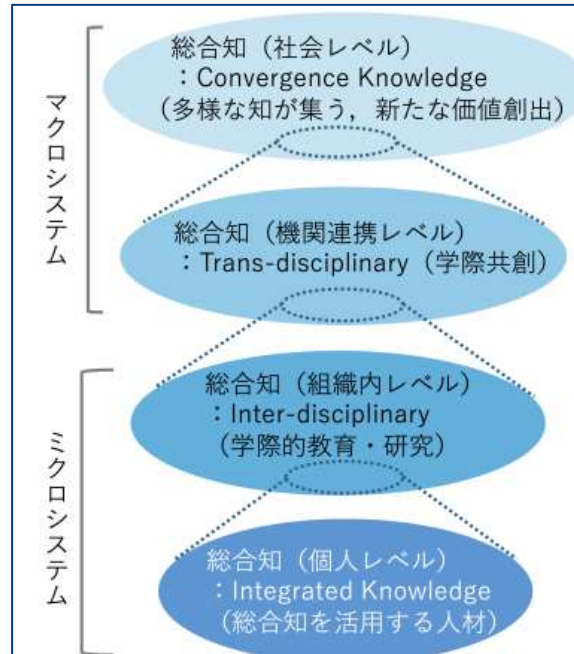 マクロシステム
総合知（社会レベル）
：Convergence Knowledge
（多様な知が集う，新たな価値創出）
総合知（機関連携レベル）
：Trans-disciplinary（学際共創）
ミクロシステム
総合知（組織内レベル）
：Inter-disciplinary
（学際的教育・研究）
総合知（個人レベル）
：Integrated Knowledge
（総合知を活用する人材）